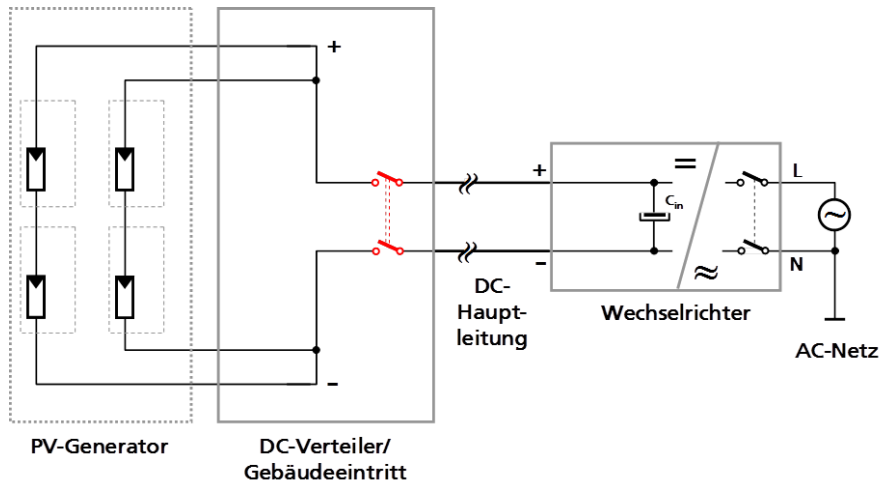 +
−
PV-Generator
DC-Verteiler/
Gebäudeeintritt
+
−
DC-
Haupt-
leitung
=
C_in
≈
Wechselrichter
L
~
N
AC-Netz